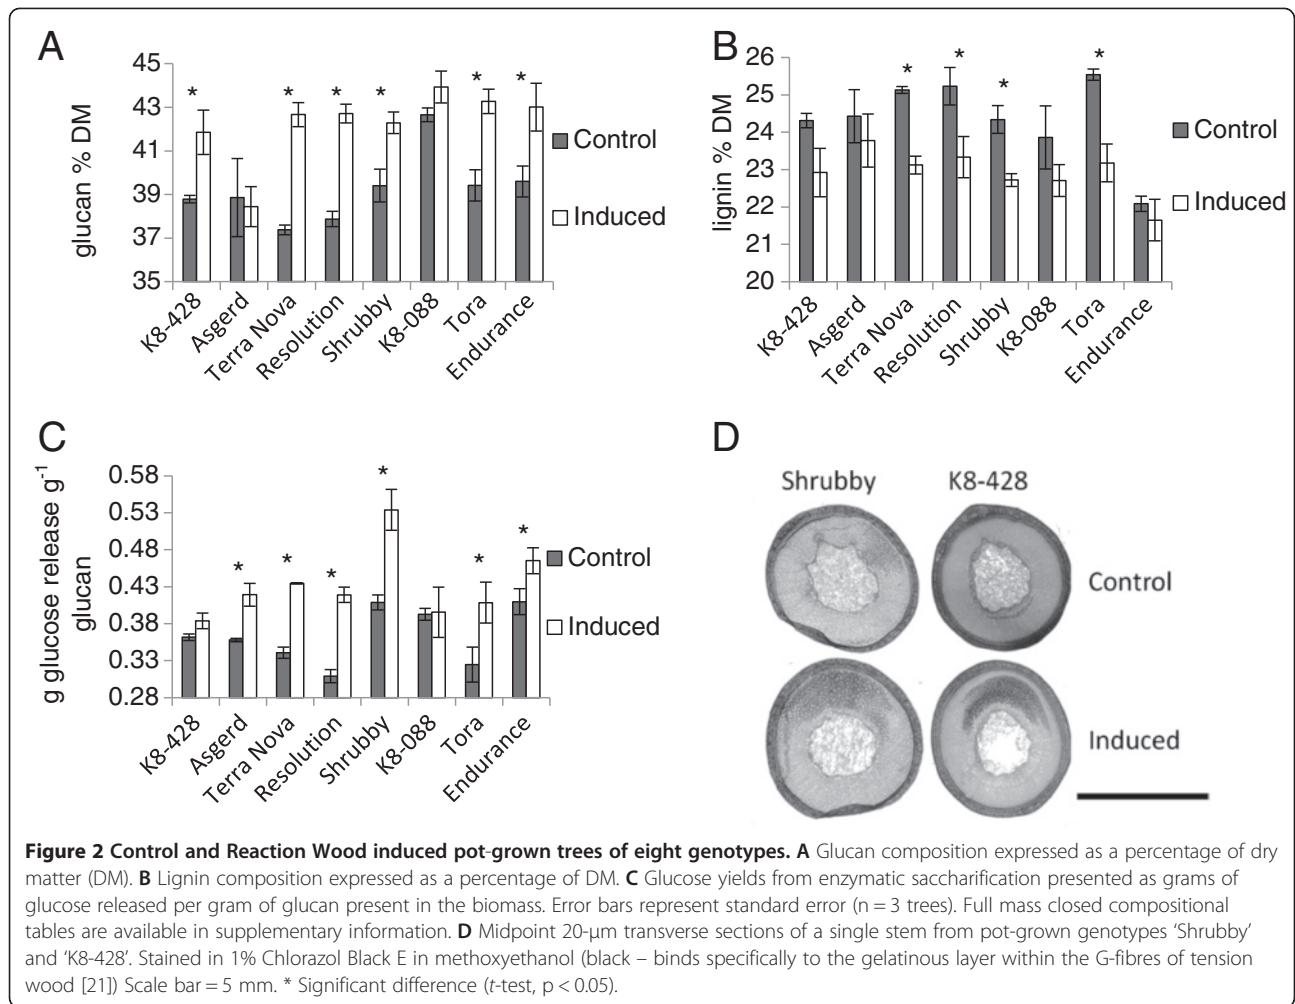 A
glucan % DM
45
43
41
39
37
35
* * * * * *
K8-428
Asgerd
Terra Nova
Resolution
Shrubby
K8-088
Tora
Endurance
Control
Induced
B
lignin % DM
26
25
24
23
22
21
20
* * * *
K8-428
Asgerd
Terra Nova
Resolution
Shrubby
K8-088
Tora
Endurance
Control
Induced
C
g glucose release g-1
glucan
0.58
0.53
0.48
0.43
0.38
0.33
0.28
* * * * * *
K8-428
Asgerd
Terra Nova
Resolution
Shrubby
K8-088
Tora
Endurance
Control
Induced
D
Shrubby K8-428
Control
Induced
Figure 2 Control and Reaction Wood induced pot-grown trees of eight genotypes. A Glucan composition expressed as a percentage of dry
matter (DM). B Lignin composition expressed as a percentage of DM. C Glucose yields from enzymatic saccharification presented as grams of
glucose released per gram of glucan present in the biomass. Error bars represent standard error (n = 3 trees). Full mass closed compositional
tables are available in supplementary information. D Midpoint 20-μm transverse sections of a single stem from pot-grown genotypes ‘Shrubby’
and ‘K8-428’. Stained in 1% Chlorazol Black E in methoxyethanol (black – binds specifically to the gelatinous layer within the G-fibres of tension
wood [21]) Scale bar = 5 mm. * Significant difference (t-test, p < 0.05).